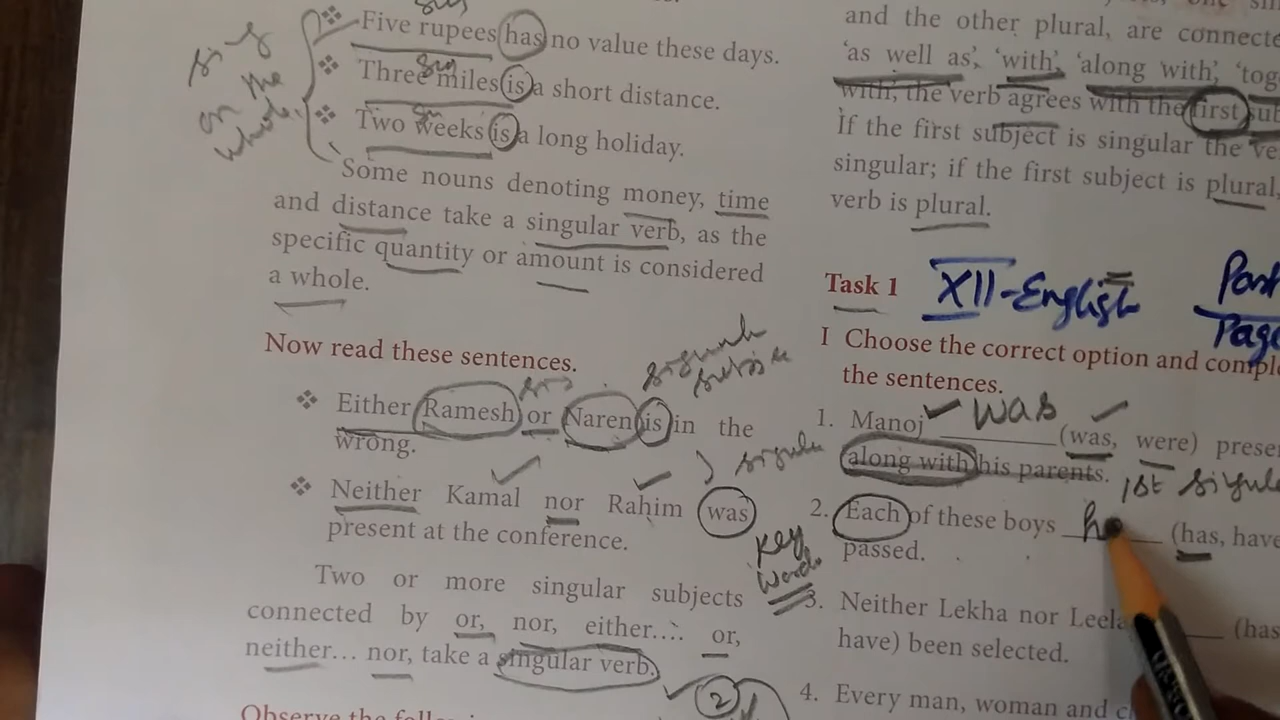 Five rupees has no value these days.
Three miles is a short distance.
Two weeks is a long holiday.
sing
on the
whole.
Some nouns denoting money, time
and distance take a singular verb, as the
specific quantity or amount is considered
a whole.
Now read these sentences.
Either Ramesh or Naren is in the
wrong.
Neither Kamal nor Rahim was
present at the conference.
Key
Words
Two or more singular subjects
connected by or, nor, either.... or,
neither... nor, take a singular verb.
2
and the other plural, are
'as well as', 'with', 'along with',
with, the verb agrees with the first
If the first subject is singular the
singular; if the first subject is plural,
verb is plural.
Task 1
XII-English
I Choose the correct option and
the sentences.
1. Manoj was (was, were)
along with his parents.
1st
2. Each of these boys (has, have
passed.
3. Neither Lekha nor Leela (has
have) been selected.
4. Every man, woman and